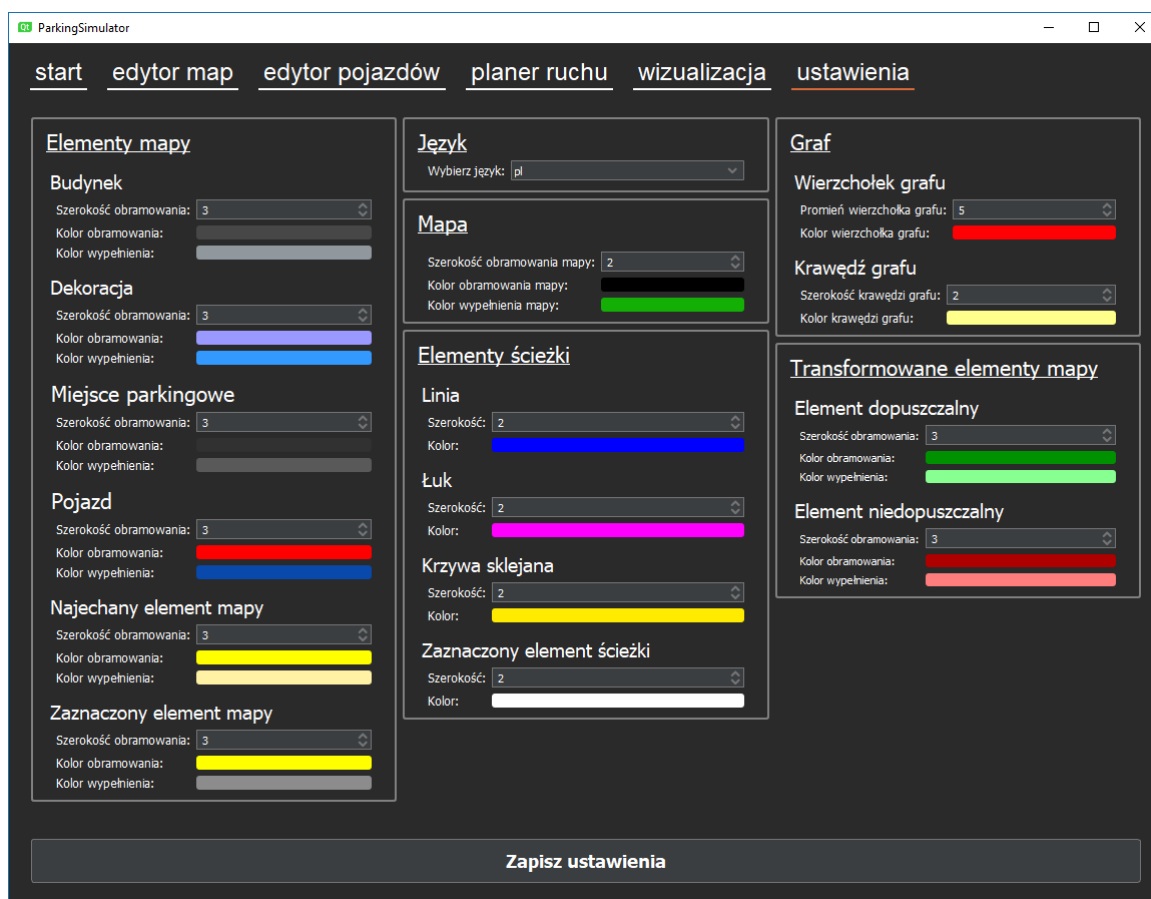 ParkingSimulator
start edytor map edytor pojazdów planer ruchu wizualizacja ustawienia
Elementy mapy
Budynek
Szerokość obramowania: 3
Kolor obramowania:
Kolor wypełnienia:
Dekoracja
Szerokość obramowania: 3
Kolor obramowania:
Kolor wypełnienia:
Miejsce parkingowe
Szerokość obramowania: 3
Kolor obramowania:
Kolor wypełnienia:
Pojazd
Szerokość obramowania: 3
Kolor obramowania:
Kolor wypełnienia:
Najechany element mapy
Szerokość obramowania: 3
Kolor obramowania:
Kolor wypełnienia:
Zaznaczony element mapy
Szerokość obramowania: 3
Kolor obramowania:
Kolor wypełnienia:
Język
Wybierz język: pl
Mapa
Szerokość obramowania mapy: 2
Kolor obramowania mapy:
Kolor wypełnienia mapy:
Elementy ścieżki
Linia
Szerokość: 2
Kolor:
Łuk
Szerokość: 2
Kolor:
Krzywa sklejana
Szerokość: 2
Kolor:
Zaznaczony element ścieżki
Szerokość: 2
Kolor:
Graf
Wierzchołek grafu
Promień wierzchołka grafu: 5
Kolor wierzchołka grafu:
Krawędź grafu
Szerokość krawędzi grafu: 2
Kolor krawędzi grafu:
Transformowane elementy mapy
Element dopuszczalny
Szerokość obramowania: 3
Kolor obramowania:
Kolor wypełnienia:
Element niedopuszczalny
Szerokość obramowania: 3
Kolor obramowania:
Kolor wypełnienia:
Zapisz ustawienia